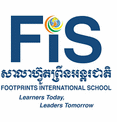 FIS
សាលាហ្វ៊ូតព្រីនអន្តរជាតិ
FOOTPRINTS INTERNATIONAL SCHOOL
Learners Today,
Leaders Tomorrow